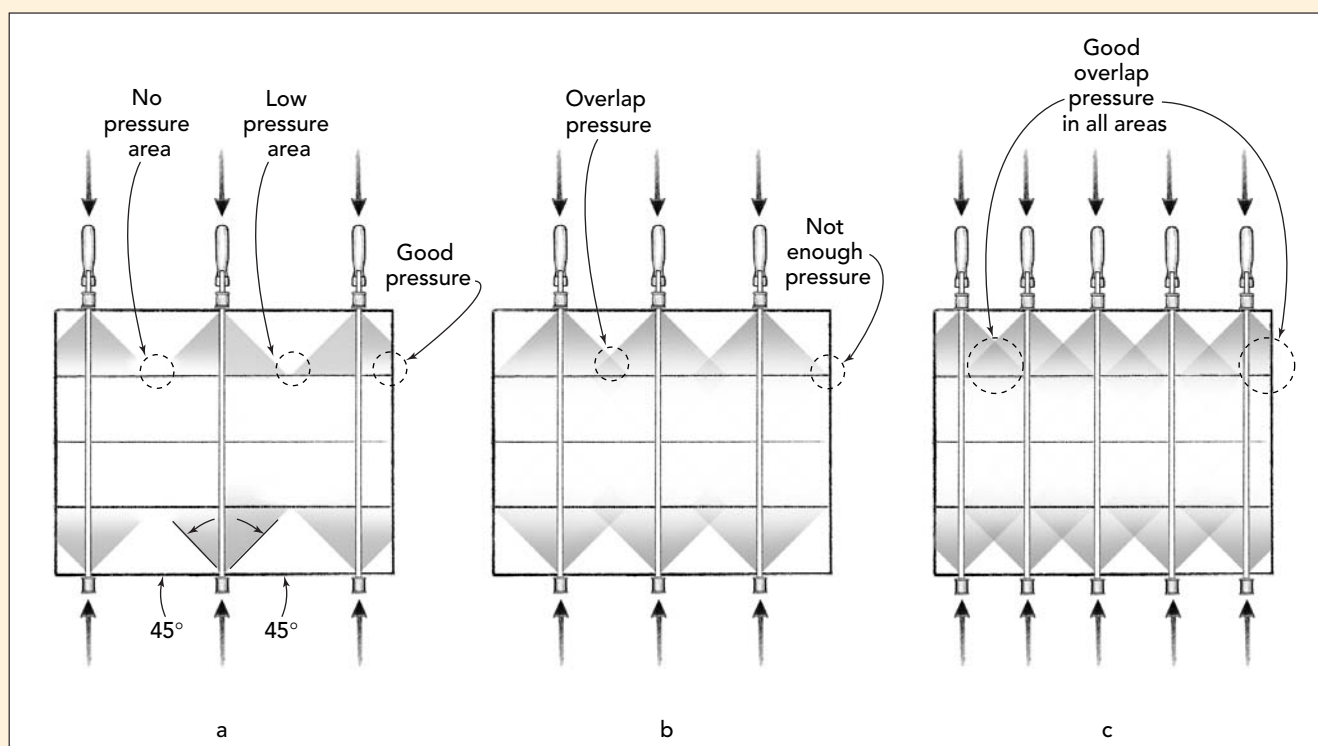 No
pressure
area
Low
pressure
area
Good
pressure
45°
45°
a
Overlap
pressure
Not
enough
pressure
b
Good
overlap
pressure
in all areas
c